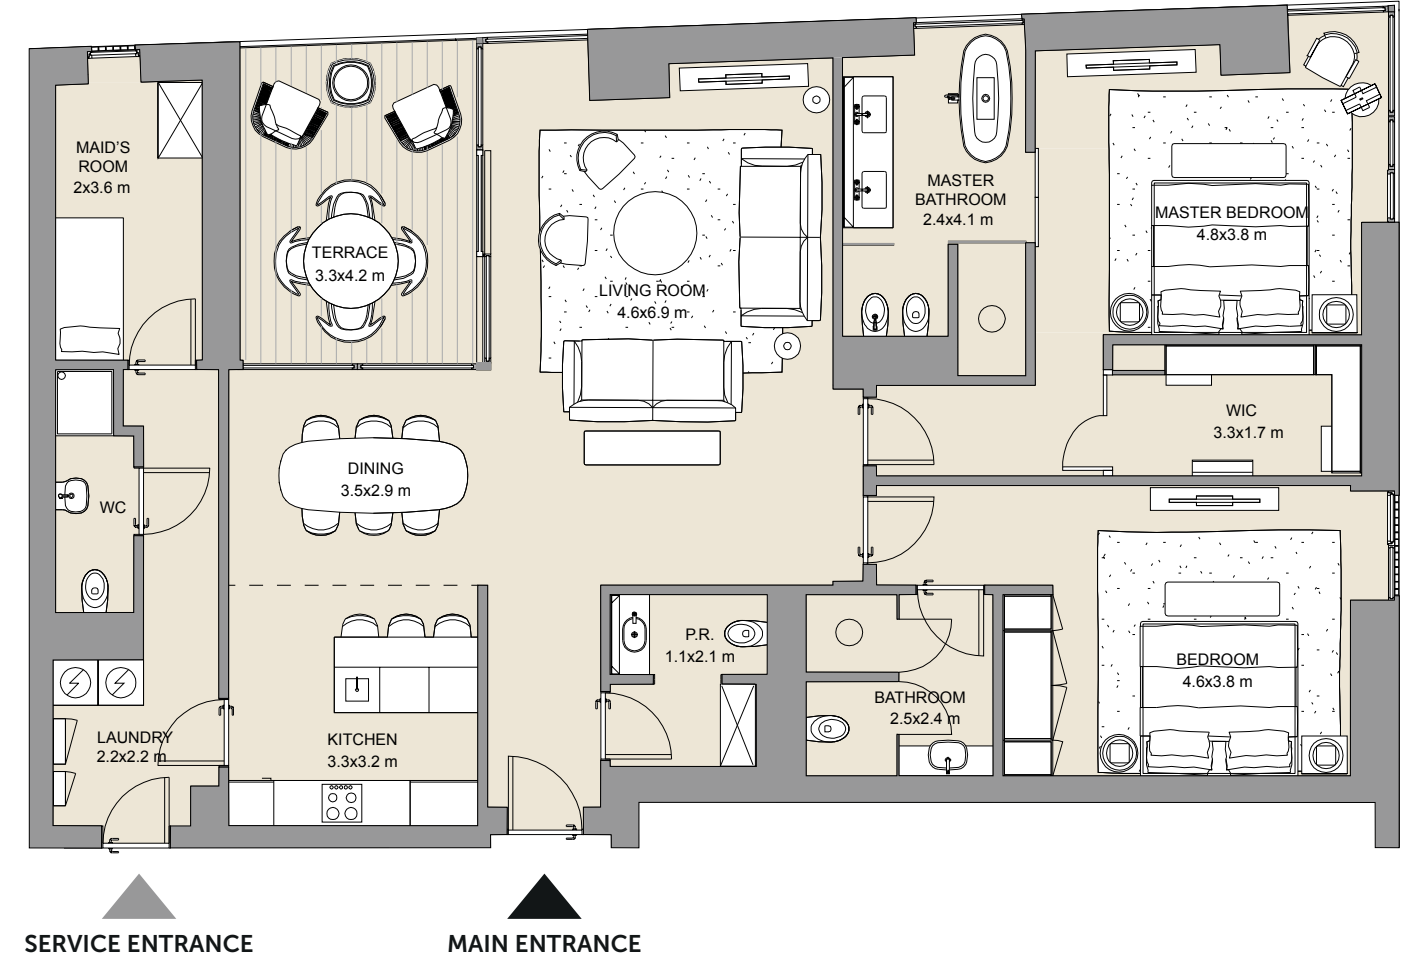 MAID'S
ROOM
2x3.6 m
TERRACE
3.3x4.2 m
LIVING ROOM
4.6x6.9 m
MASTER
BATHROOM
2.4x4.1 m
MASTER BEDROOM
4.8x3.8 m
WIC
3.3x1.7 m
DINING
3.5x2.9 m
WC
P.R.
1.1x2.1 m
BATHROOM
2.5x2.4 m
BEDROOM
4.6x3.8 m
LAUNDRY
2.2x2.2 m
KITCHEN
3.3x3.2 m
SERVICE ENTRANCE
MAIN ENTRANCE